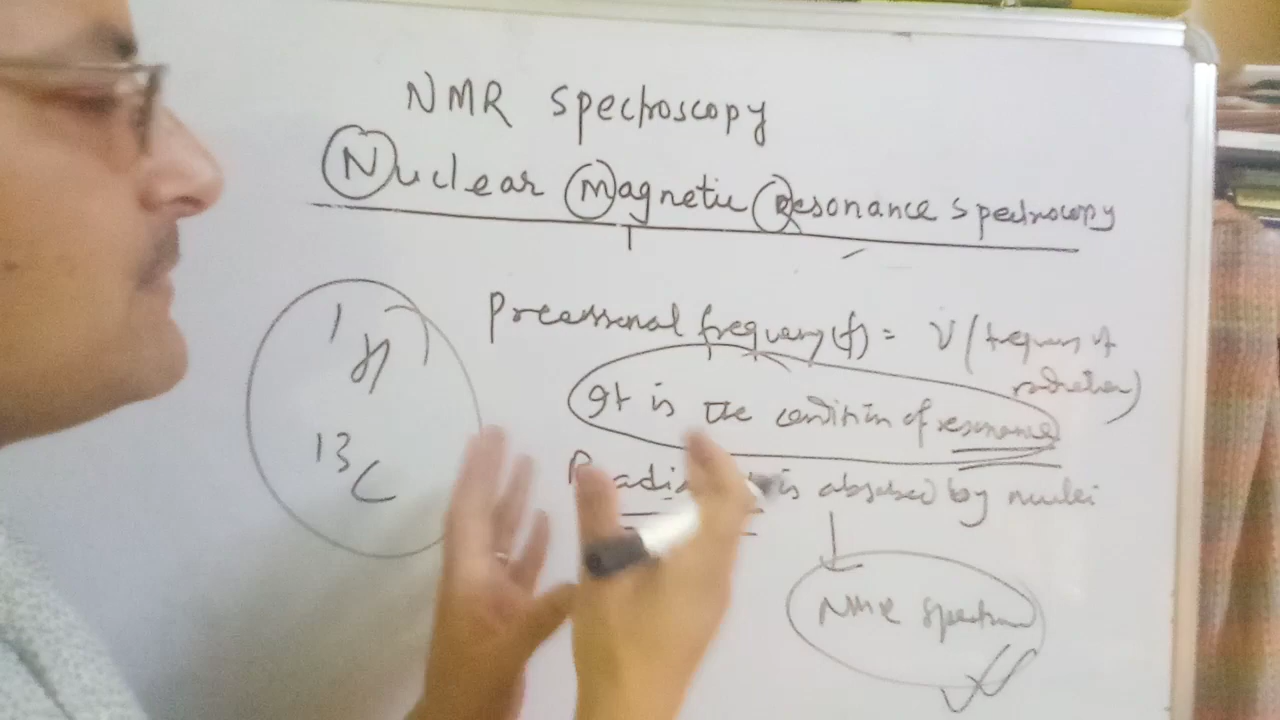 NMR spectroscopy
Nuclear Magnetic Resonance spectroscopy
Precessional frequency (f) = ν (frequency of
radiation)
1H
It is the condition of resonance
13C
is absorbed by nuclei
NMR spectrum